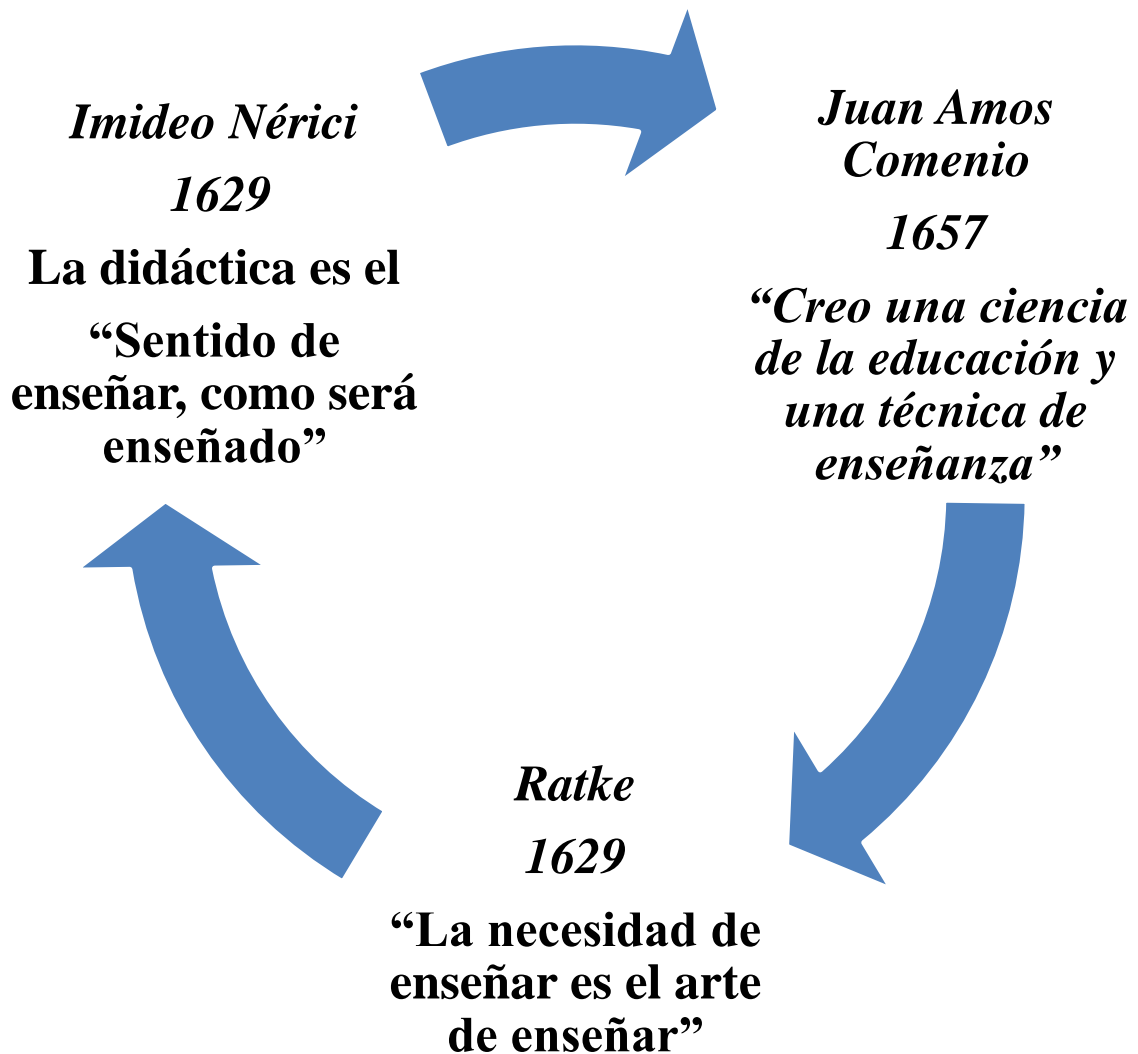 Imideo Nérici
1629
La didáctica es el
“Sentido de
enseñar, como será
enseñado”
Juan Amos
Comenio
1657
“Creo una ciencia
de la educación y
una técnica de
enseñanza”
Ratke
1629
“La necesidad de
enseñar es el arte
de enseñar”